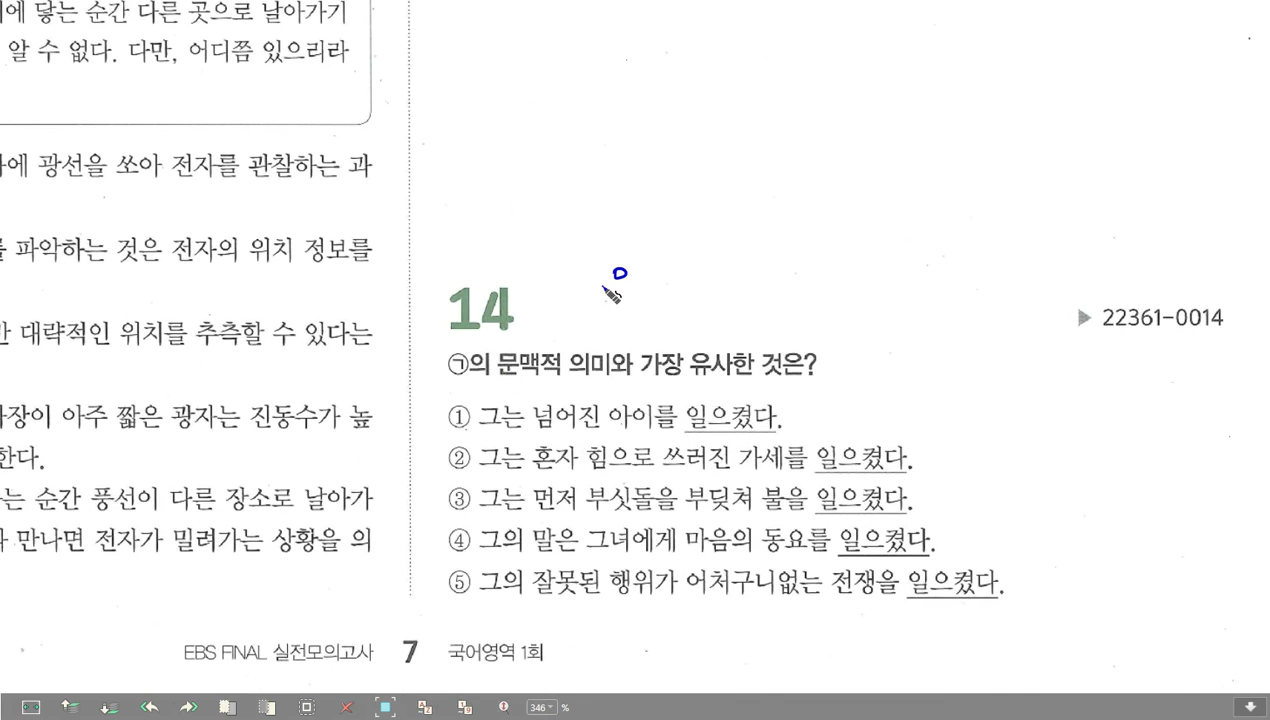 에 닿는 순간 다른 곳으로 날아가기
알 수 없다. 다만, 어디쯤 있으리라
에 광선을 쏘아 전자를 관찰하는 과
를 파악하는 것은 전자의 위치 정보를
대략적인 위치를 추측할 수 있다는
장이 아주 짧은 광자는 진동수가 높
한다.
는 순간 풍선이 다른 장소로 날아가
만나면 전자가 밀려가는 상황을 의
14
▶ 22361-0014
㉠의 문맥적 의미와 가장 유사한 것은?
① 그는 넘어진 아이를 일으켰다.
② 그는 혼자 힘으로 쓰러진 가세를 일으켰다.
③ 그는 먼저 부싯돌을 부딪쳐 불을 일으켰다.
④ 그의 말은 그녀에게 마음의 동요를 일으켰다.
⑤ 그의 잘못된 행위가 어처구니없는 전쟁을 일으켰다.
EBS FINAL 실전모의고사 7 국어영역 1회
346 %